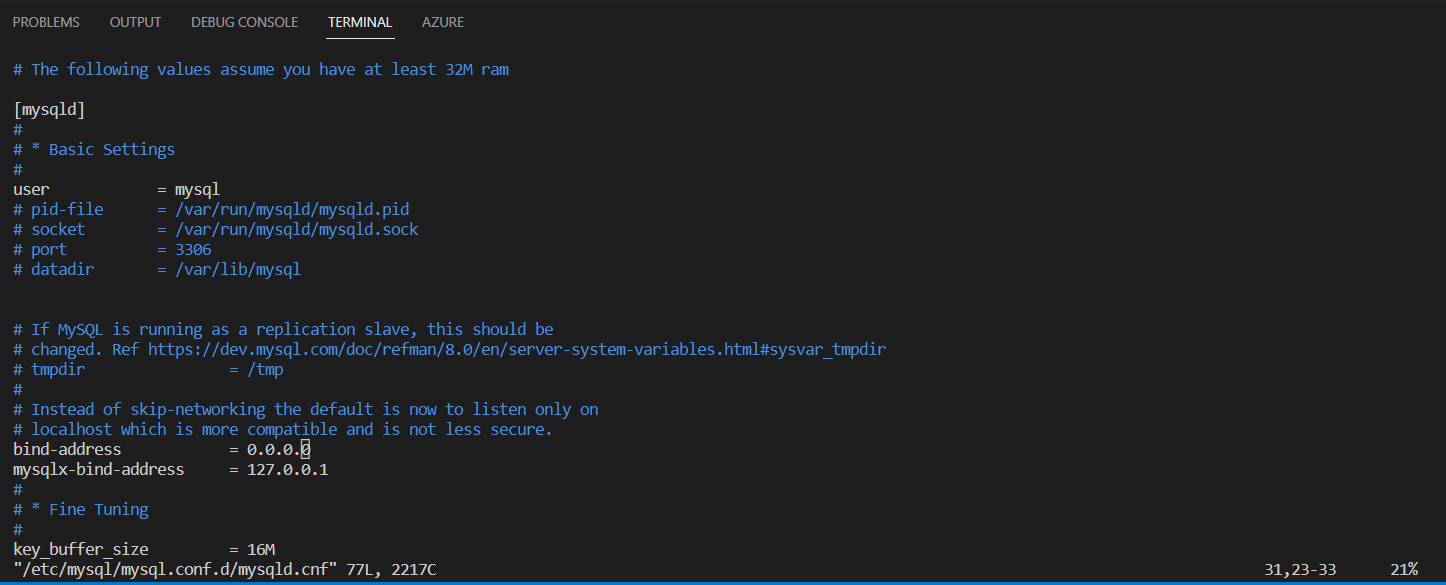 PROBLEMS OUTPUT DEBUG CONSOLE TERMINAL AZURE
# The following values assume you have at least 32M ram
[mysqld]
#
# * Basic Settings
#
user            = mysql
# pid-file      = /var/run/mysqld/mysqld.pid
# socket        = /var/run/mysqld/mysqld.sock
# port          = 3306
# datadir       = /var/lib/mysql
# If MySQL is running as a replication slave, this should be
# changed. Ref https://dev.mysql.com/doc/refman/8.0/en/server-system-variables.html#sysvar_tmpdir
# tmpdir                = /tmp
#
# Instead of skip-networking the default is now to listen only on
# localhost which is more compatible and is not less secure.
bind-address            = 0.0.0.0
mysqlx-bind-address     = 127.0.0.1
#
# * Fine Tuning
#
key_buffer_size         = 16M
"/etc/mysql/mysql.conf.d/mysqld.cnf" 77L, 2217C 31,23-33 21%